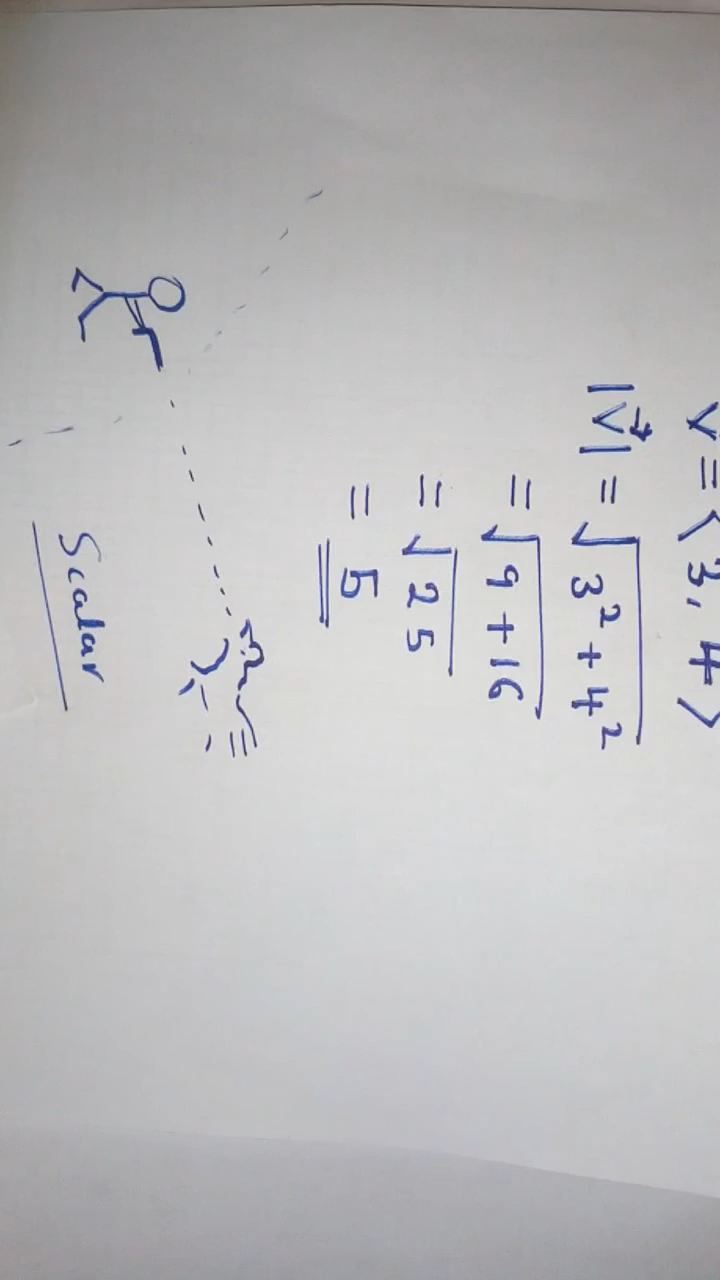 v = ⟨3, 4⟩
|v⃗| = √3² + 4²
= √9 + 16
= √25
= 5
Scalar